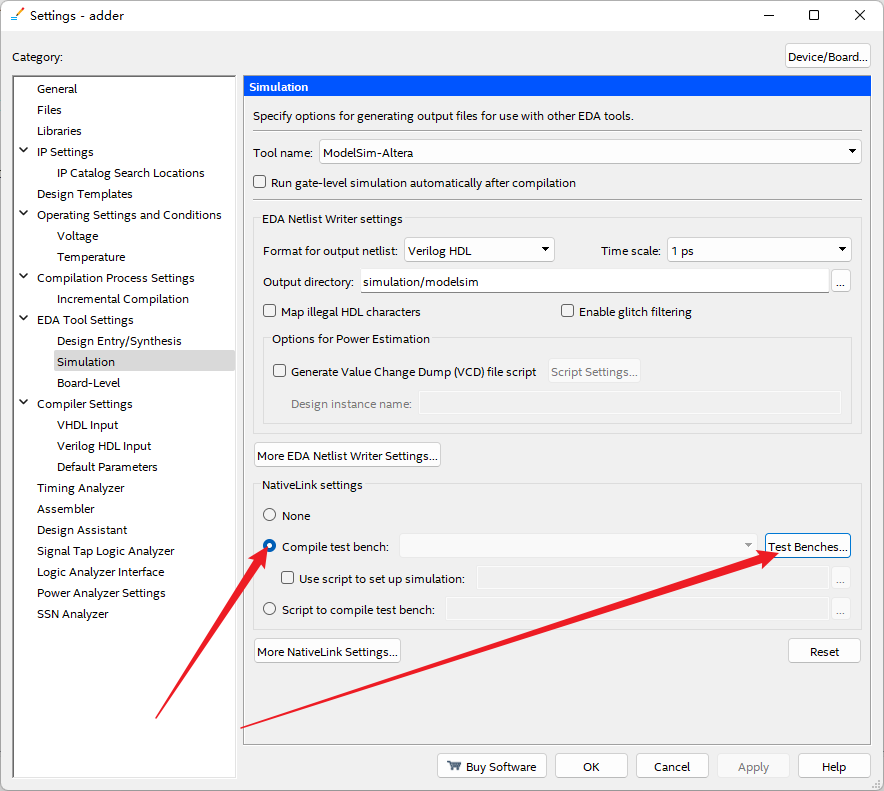 Settings - adder
Category:
Device/Board...
General
Files
Libraries
IP Settings
IP Catalog Search Locations
Design Templates
Operating Settings and Conditions
Voltage
Temperature
Compilation Process Settings
Incremental Compilation
EDA Tool Settings
Design Entry/Synthesis
Simulation
Board-Level
Compiler Settings
VHDL Input
Verilog HDL Input
Default Parameters
Timing Analyzer
Assembler
Design Assistant
Signal Tap Logic Analyzer
Logic Analyzer Interface
Power Analyzer Settings
SSN Analyzer
Simulation
Specify options for generating output files for use with other EDA tools.
Tool name: ModelSim-Altera
Run gate-level simulation automatically after compilation
EDA Netlist Writer settings
Format for output netlist: Verilog HDL Time scale: 1 ps
Output directory: simulation/modelsim ...
Map illegal HDL characters Enable glitch filtering
Options for Power Estimation
Generate Value Change Dump (VCD) file script Script Settings...
Design instance name:
More EDA Netlist Writer Settings...
NativeLink settings
None
Compile test bench: Test Benches...
Use script to set up simulation: ...
Script to compile test bench: ...
More NativeLink Settings... Reset
Buy Software OK Cancel Apply Help